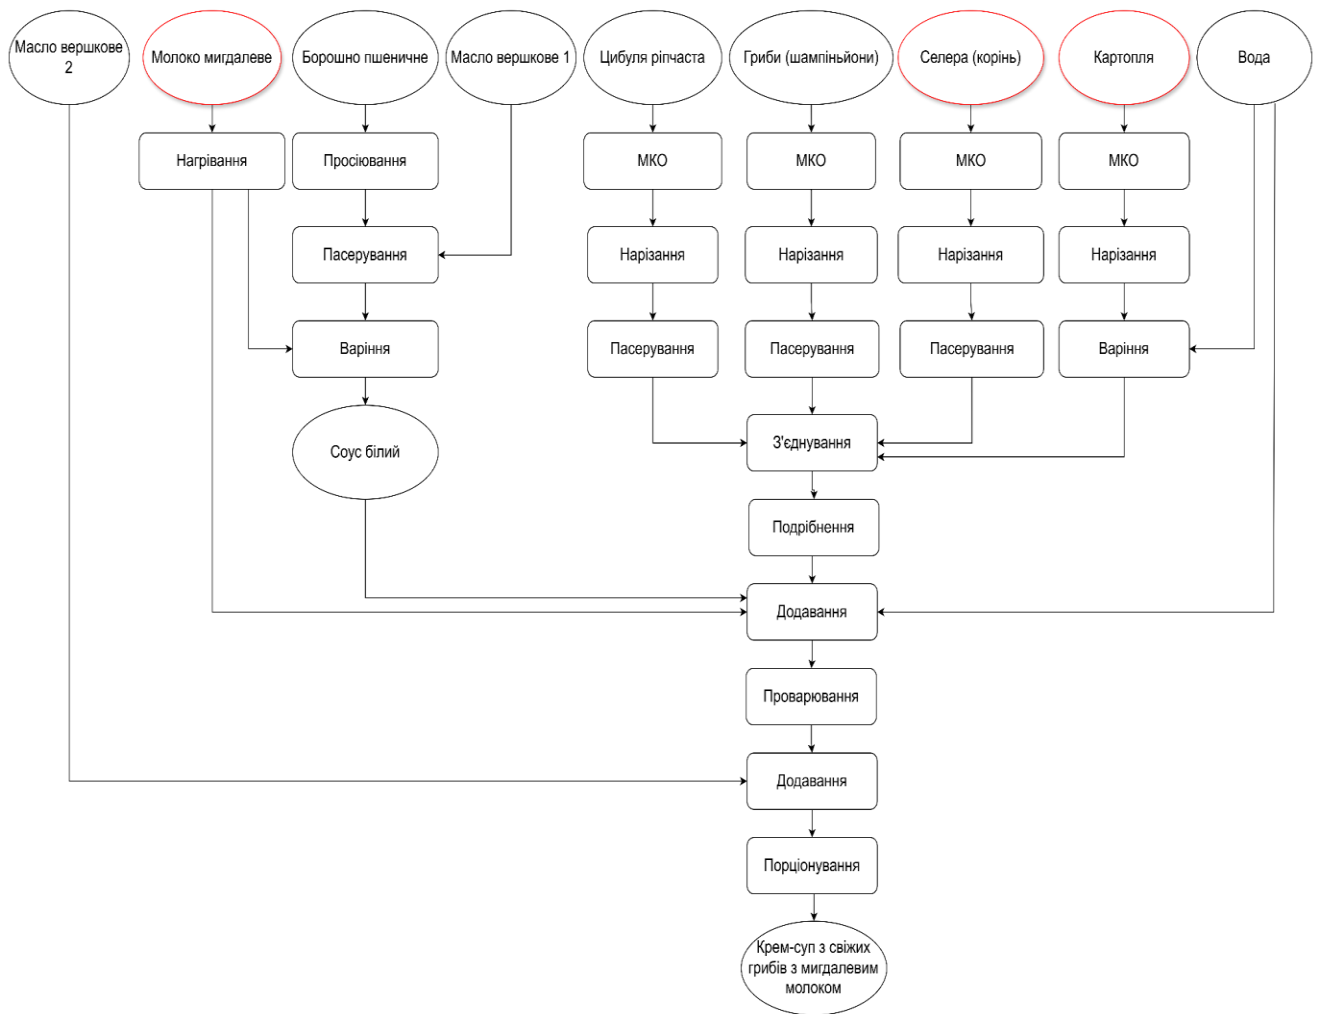 Масло вершкове
2
Молоко мигдалеве
Борошно пшеничне
Масло вершкове 1
Цибуля ріпчаста
Гриби (шампіньйони)
Селера (корінь)
Картопля
Вода
Нагрівання
Просіювання
МКО
МКО
МКО
МКО
Пасерування
Нарізання
Нарізання
Нарізання
Нарізання
Варіння
Пасерування
Пасерування
Пасерування
Варіння
Соус білий
З'єднування
Подрібнення
Додавання
Проварювання
Додавання
Порціонування
Крем-суп з свіжих
грибів з мигдалевим
молоком